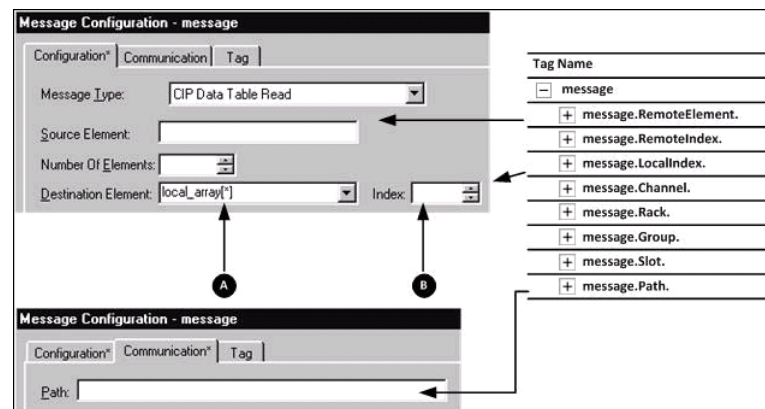 Message Configuration - message
Configuration* Communication Tag
Message Type: CIP Data Table Read
Source Element:
Number Of Elements:
Destination Element: local_array[*] Index:
A B
Tag Name
message
message.RemoteElement.
message.RemoteIndex.
message.LocalIndex.
message.Channel.
message.Rack.
message.Group.
message.Slot.
message.Path.
Message Configuration - message
Configuration* Communication* Tag
Path: